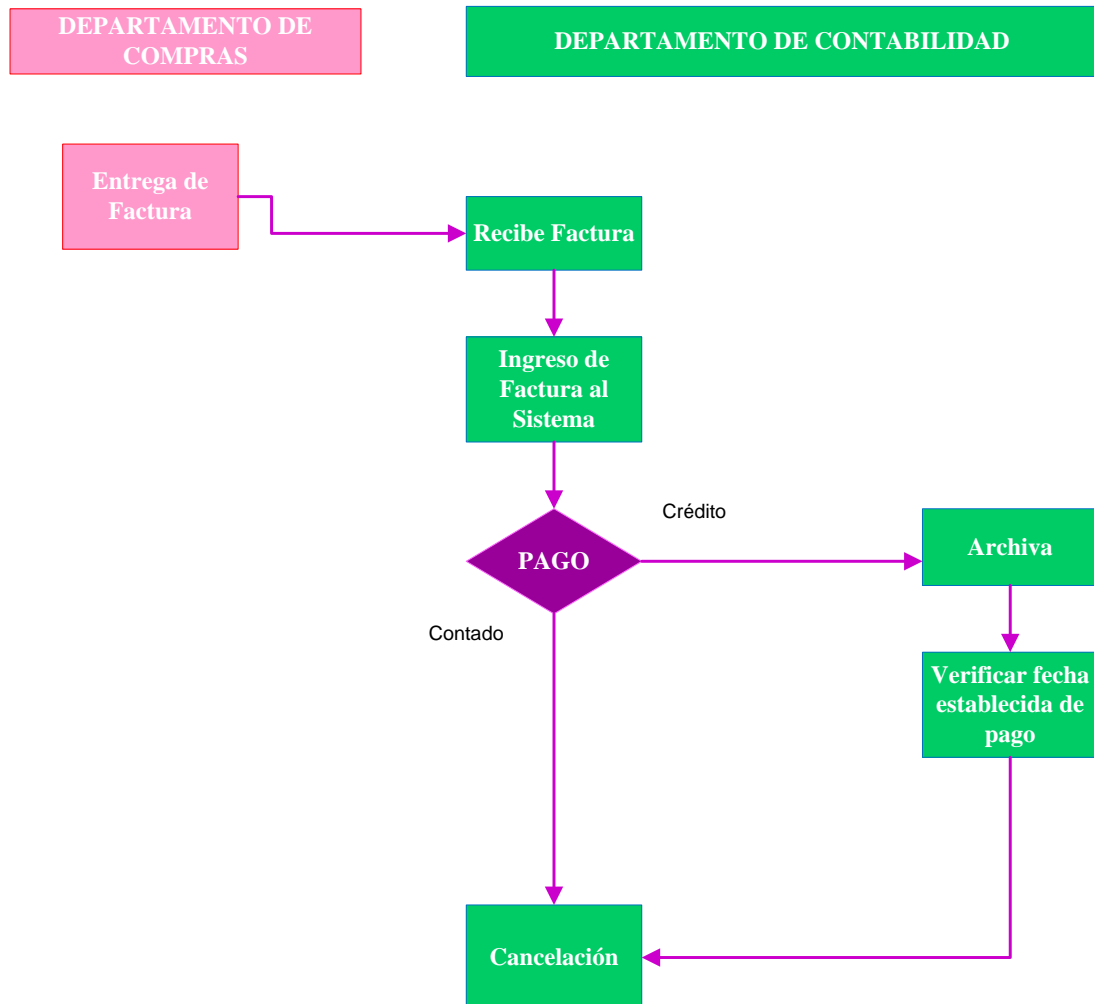 DEPARTAMENTO DE
COMPRAS
DEPARTAMENTO DE CONTABILIDAD
Entrega de
Factura
Recibe Factura
Ingreso de
Factura al
Sistema
PAGO
Crédito
Archiva
Contado
Verificar fecha
establecida de
pago
Cancelación